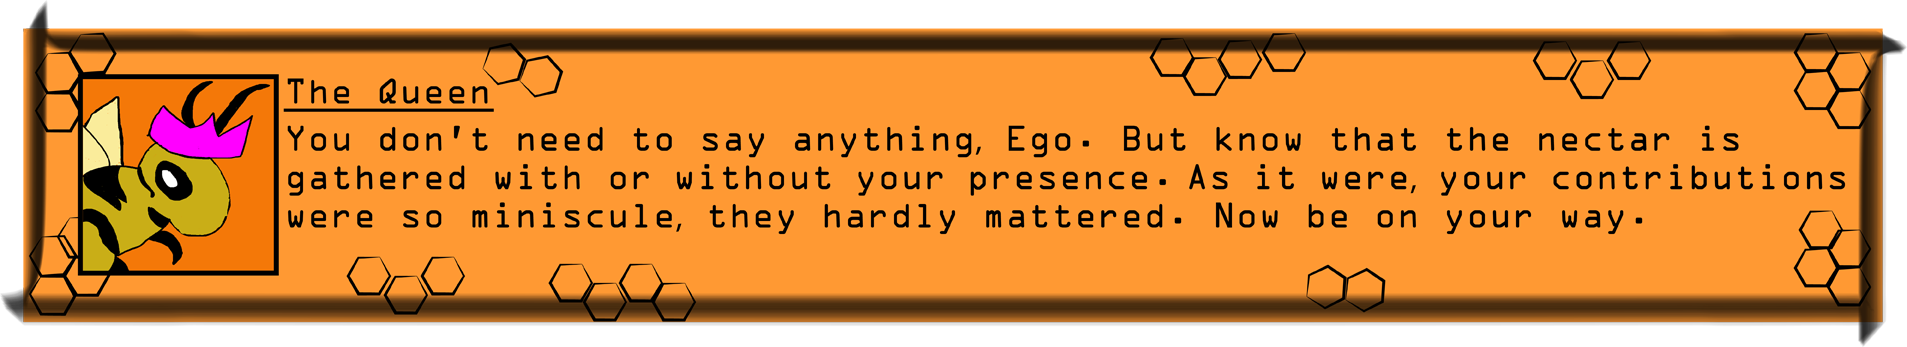 The Queen
You don't need to say anything, Ego. But know that the nectar is
gathered with or without your presence. As it were, your contributions
were so miniscule, they hardly mattered. Now be on your way.